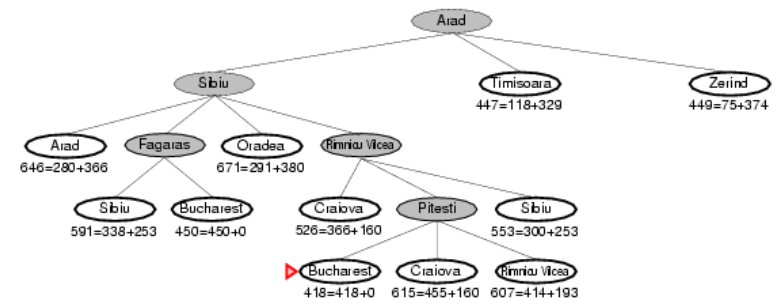 Arad
Sibiu
Timisoara
Zerind
447=118+329
449=75+374
Arad
Fagaras
Oradea
Rimnicu Vilcea
646=280+366
671=291+380
Sibiu
Bucharest
Craiova
Pitesti
Sibiu
591=338+253
450=450+0
526=366+160
553=300+253
Bucharest
Craiova
Rimnicu Vilcea
418=418+0
615=455+160
607=414+193